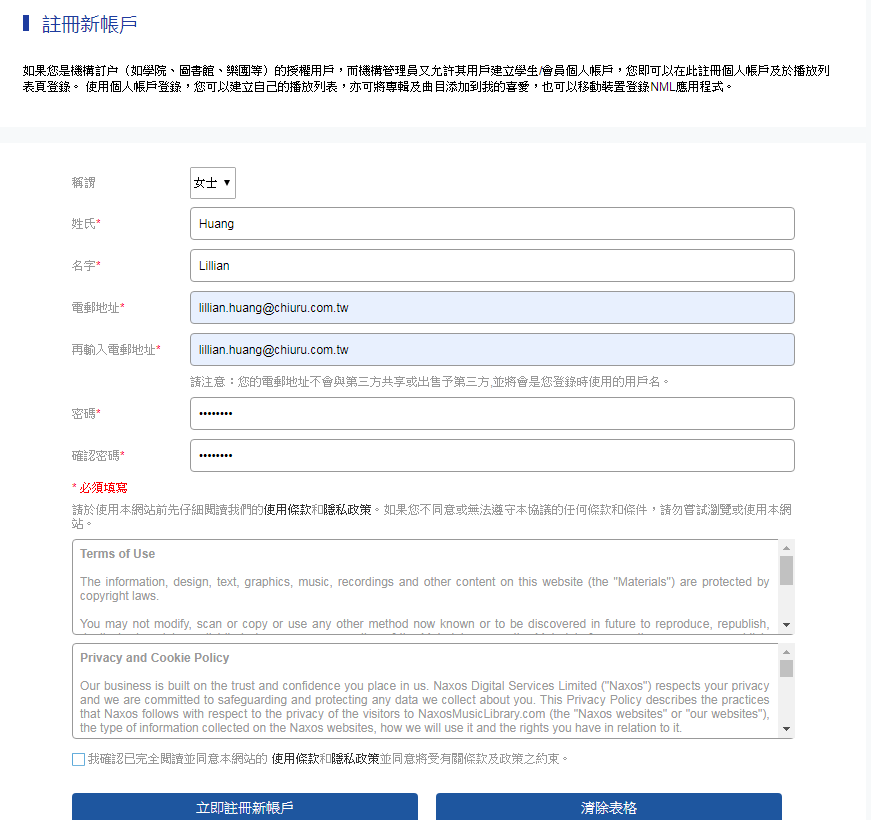 註冊新帳戶
如果您是機構訂户（如學院、圖書館、樂團等）的授權用戶，而機構管理員又允許其用戶建立學生/會員個人帳戶，您即可以在此註冊個人帳戶及於播放列
表頁登錄。 使用個人帳戶登錄，您可以建立自己的播放列表，亦可將專輯及曲目添加到我的喜愛，也可以移動裝置登錄NML應用程式。
稱謂 女士 ▼
姓氏* Huang
名字* Lillian
電郵地址* lillian.huang@chiuru.com.tw
再輸入電郵地址* lillian.huang@chiuru.com.tw
請注意：您的電郵地址不會與第三方共享或出售予第三方,並將會是您登錄時使用的用戶名。
密碼* ••••••••
確認密碼* ••••••••
* 必須填寫
請於使用本網站前先仔細閱讀我們的使用條款和隱私政策。如果您不同意或無法遵守本協議的任何條款和條件，請勿嘗試瀏覽或使用本網
站。
Terms of Use
The information, design, text, graphics, music, recordings and other content on this website (the "Materials") are protected by
copyright laws.
You may not modify, scan or copy or use any other method now known or to be discovered in future to reproduce, republish,
Privacy and Cookie Policy
Our business is built on the trust and confidence you place in us. Naxos Digital Services Limited ("Naxos") respects your privacy
and we are committed to safeguarding and protecting any data we collect about you. This Privacy Policy describes the practices
that Naxos follows with respect to the privacy of the visitors to NaxosMusicLibrary.com (the "Naxos websites" or "our websites"),
the type of information collected on the Naxos websites, how we will use it and the rights you have in relation to it.
我確認已完全閱讀並同意本網站的 使用條款和隱私政策並同意將受有關條款及政策之約束。
立即註冊新帳戶 清除表格